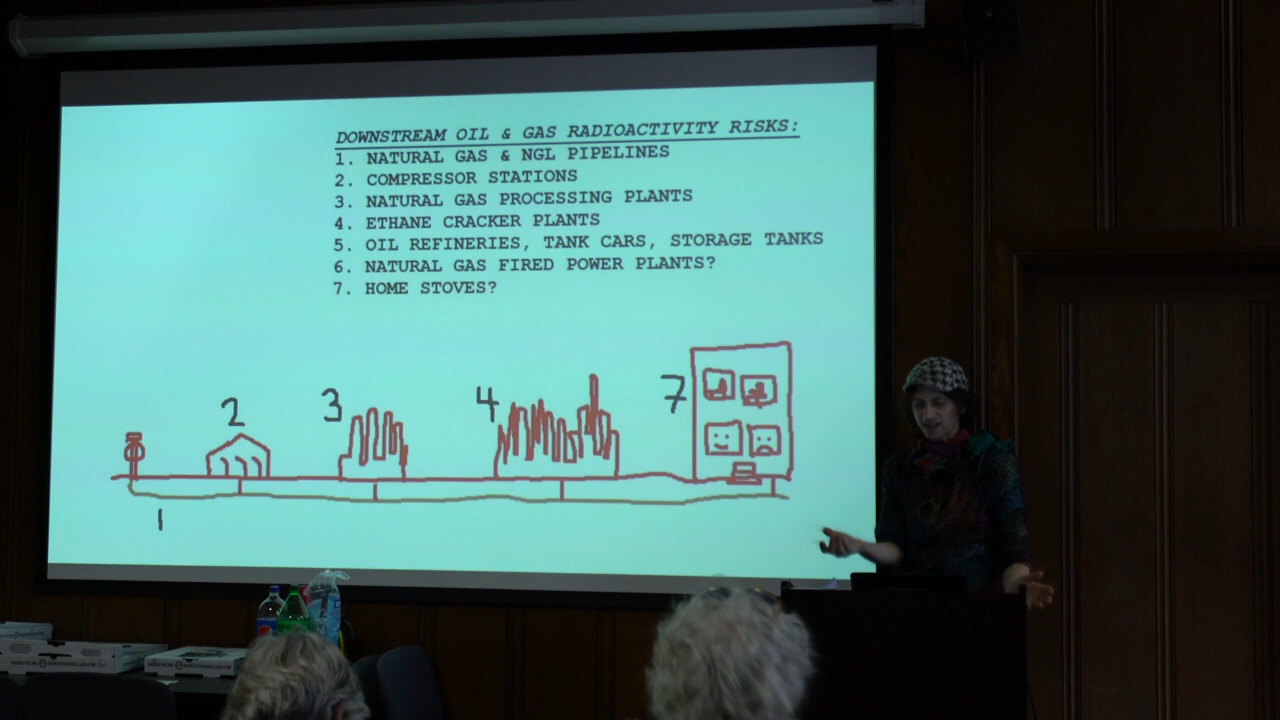 DOWNSTREAM OIL & GAS RADIOACTIVITY RISKS:
1. NATURAL GAS & NGL PIPELINES
2. COMPRESSOR STATIONS
3. NATURAL GAS PROCESSING PLANTS
4. ETHANE CRACKER PLANTS
5. OIL REFINERIES, TANK CARS, STORAGE TANKS
6. NATURAL GAS FIRED POWER PLANTS?
7. HOME STOVES?
2
3
4
7
1